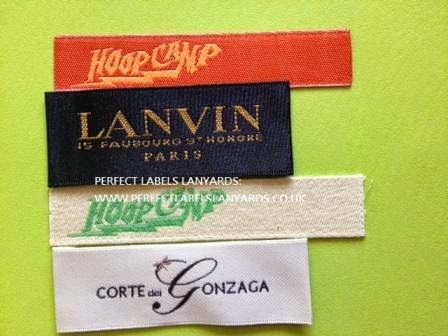 HOOP CAMP
LANVIN
15 FAUBOURG ST HONORE
PARIS
PERFECT LABELS LANYARDS:
WWW.PERFECTLABELSLANYARDS.CO.UK
HOOP CAMP
CORTE dei GONZAGA